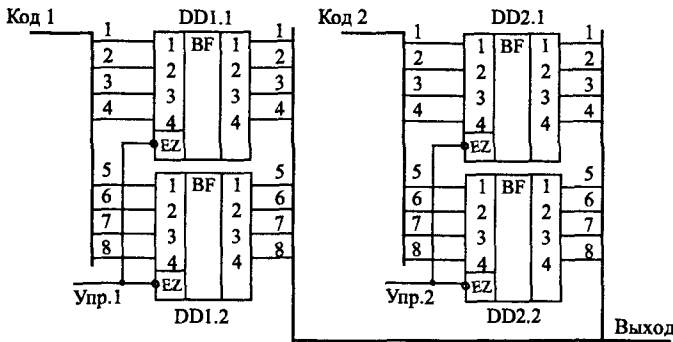 Код 1
DD1.1
Код 2
DD2.1
1 1 BF 1 1
2 2 2 2
3 3 3 3
4 4 4 4
EZ
1 1 BF 1 1
2 2 2 2
3 3 3 3
4 4 4 4
EZ
5 1 BF 1 5
6 2 2 6
7 3 3 7
8 4 4 8
EZ
5 1 BF 1 5
6 2 2 6
7 3 3 7
8 4 4 8
EZ
Упр.1
DD1.2
Упр.2
DD2.2
Выход